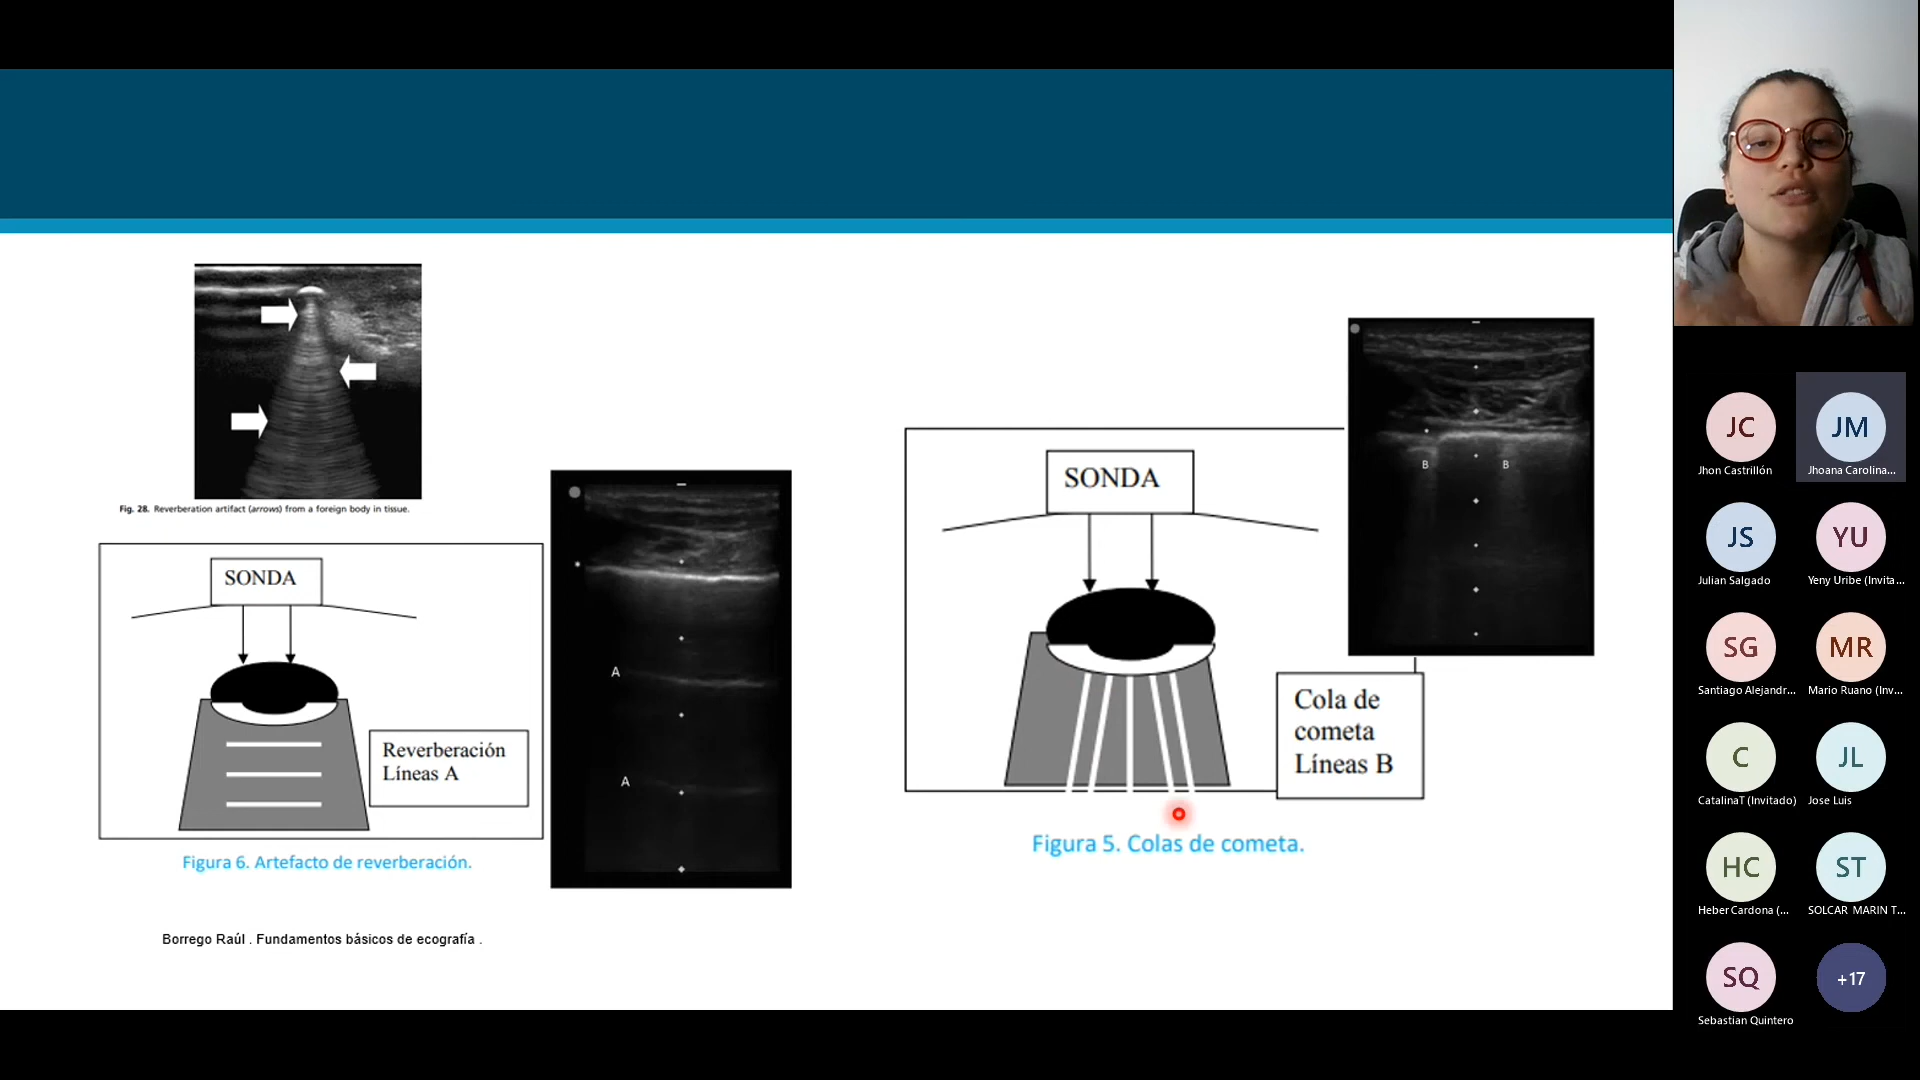 Fig. 28. Reverberation artifact (arrows) from a foreign body in tissue.
SONDA
Reverberación
Líneas A
Figura 6. Artefacto de reverberación.
A
A
Borrego Raúl . Fundamentos básicos de ecografía .
SONDA
B B
Cola de
cometa
Líneas B
Figura 5. Colas de cometa.
JC JM
Jhon Castrillón Jhoana Carolina...
JS YU
Julian Salgado Yeny Uribe (Invita...
SG MR
Santiago Alejandr... Mario Ruano (Inv...
C JL
CatalinaT (Invitado) Jose Luis
HC ST
Heber Cardona (... SOLCAR MARIN T...
SQ +17
Sebastian Quintero